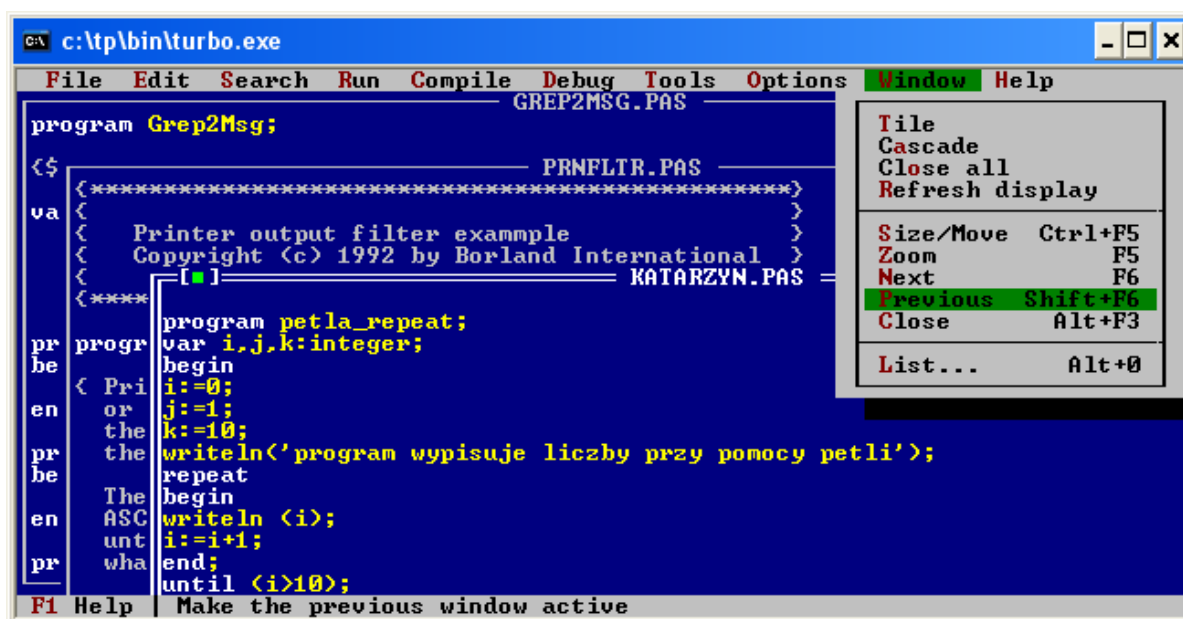 c:\tp\bin\turbo.exe
File Edit Search Run Compile Debug Tools Options Window Help
GREP2MSG.PAS
program Grep2Msg;
{$
PRNFLTR.PAS
{************************************************}
va { }
{ Printer output filter exammple }
{ Copyright (c) 1992 by Borland International }
{
[■] KATARZYN.PAS
{****
program petla_repeat;
pr progr var i,j,k:integer;
be begin
{ Pri i:=0;
en or j:=1;
the k:=10;
pr the writeln('program wypisuje liczby przy pomocy petli');
be repeat
The begin
en ASC writeln (i);
unt i:=i+1;
pr wha end;
until (i>10);
Tile
Cascade
Close all
Refresh display
Size/Move Ctrl+F5
Zoom F5
Next F6
Previous Shift+F6
Close Alt+F3
List... Alt+0
F1 Help | Make the previous window active